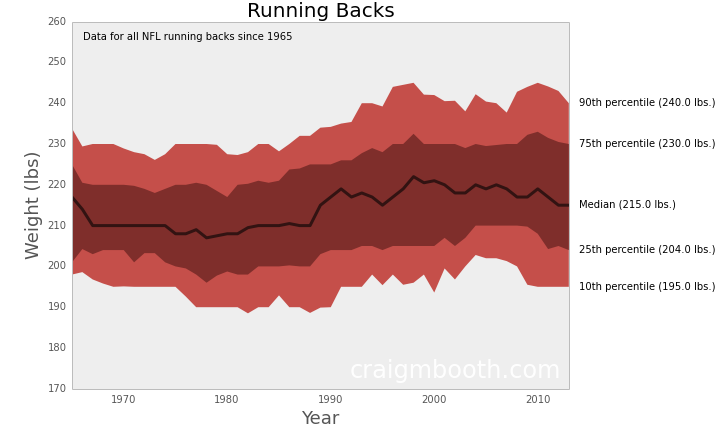 Running Backs
260
Data for all NFL running backs since 1965
250
240
90th percentile (240.0 lbs.)
230
75th percentile (230.0 lbs.)
220
Median (215.0 lbs.)
210
25th percentile (204.0 lbs.)
200
10th percentile (195.0 lbs.)
190
180
170
Weight (lbs)
craigmbooth.com
1970 1980 1990 2000 2010
Year